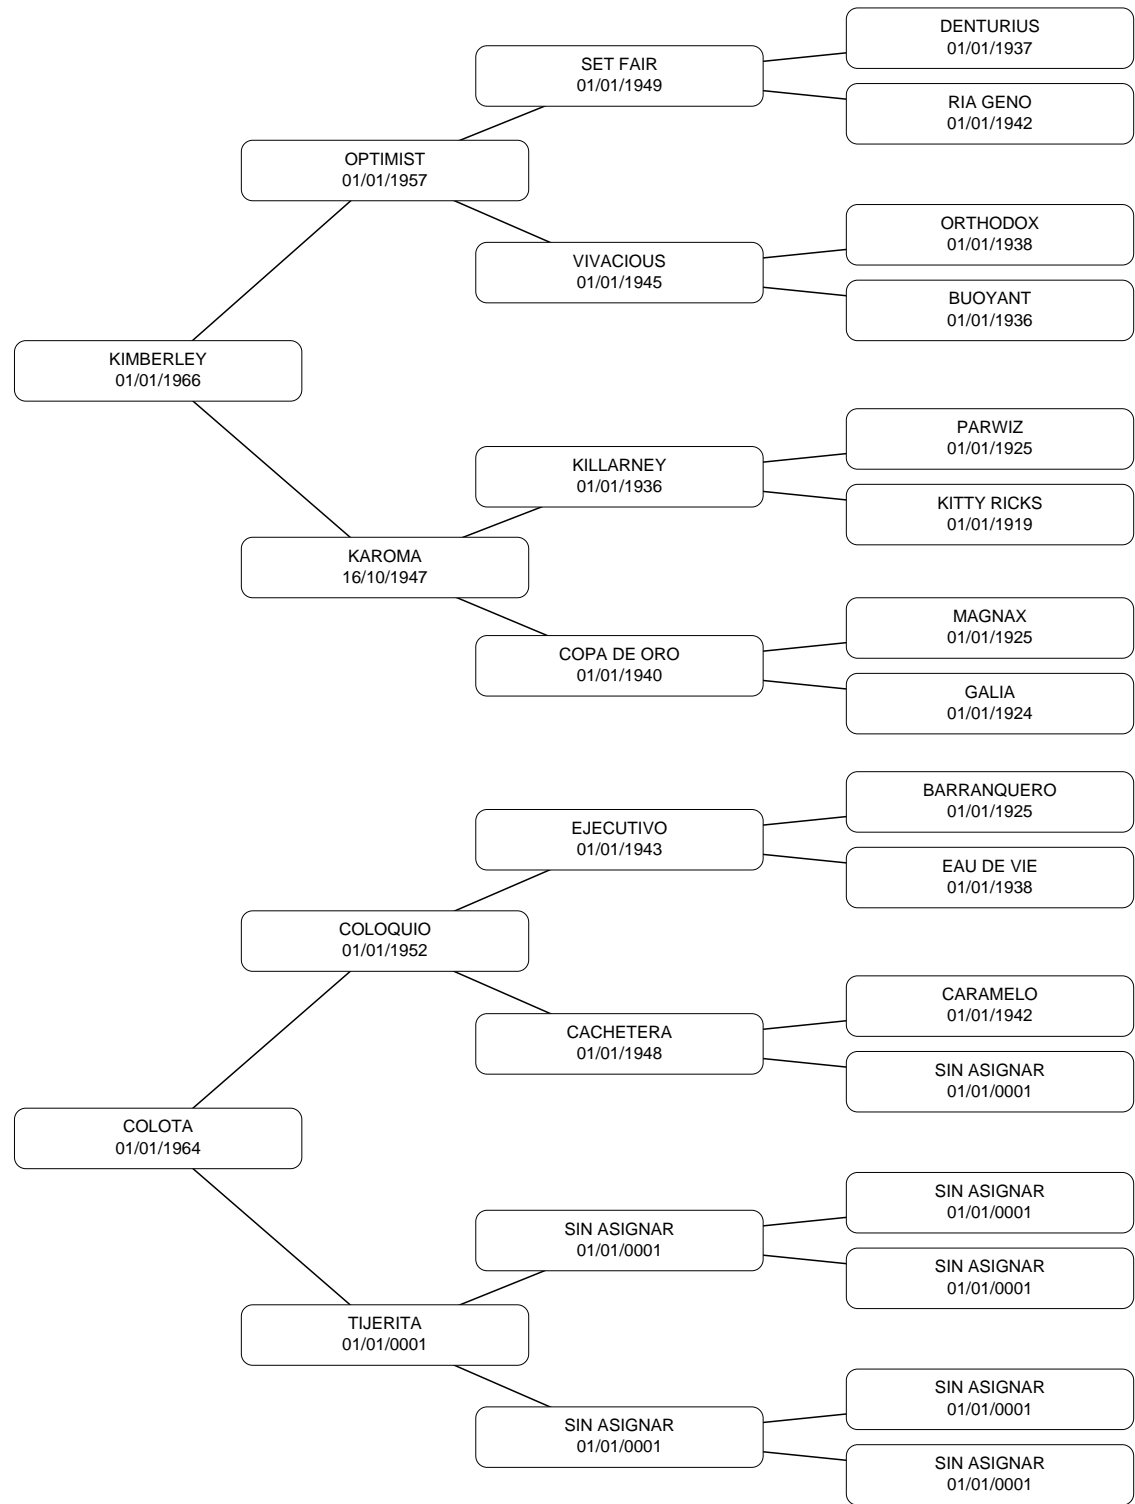 DENTURIUS
01/01/1937
SET FAIR
01/01/1949
RIA GENO
01/01/1942
OPTIMIST
01/01/1957
ORTHODOX
01/01/1938
VIVACIOUS
01/01/1945
BUOYANT
01/01/1936
KIMBERLEY
01/01/1966
PARWIZ
01/01/1925
KILLARNEY
01/01/1936
KITTY RICKS
01/01/1919
KAROMA
16/10/1947
MAGNAX
01/01/1925
COPA DE ORO
01/01/1940
GALIA
01/01/1924
BARRANQUERO
01/01/1925
EJECUTIVO
01/01/1943
EAU DE VIE
01/01/1938
COLOQUIO
01/01/1952
CARAMELO
01/01/1942
CACHETERA
01/01/1948
SIN ASIGNAR
01/01/0001
COLOTA
01/01/1964
SIN ASIGNAR
01/01/0001
SIN ASIGNAR
01/01/0001
SIN ASIGNAR
01/01/0001
TIJERITA
01/01/0001
SIN ASIGNAR
01/01/0001
SIN ASIGNAR
01/01/0001
SIN ASIGNAR
01/01/0001